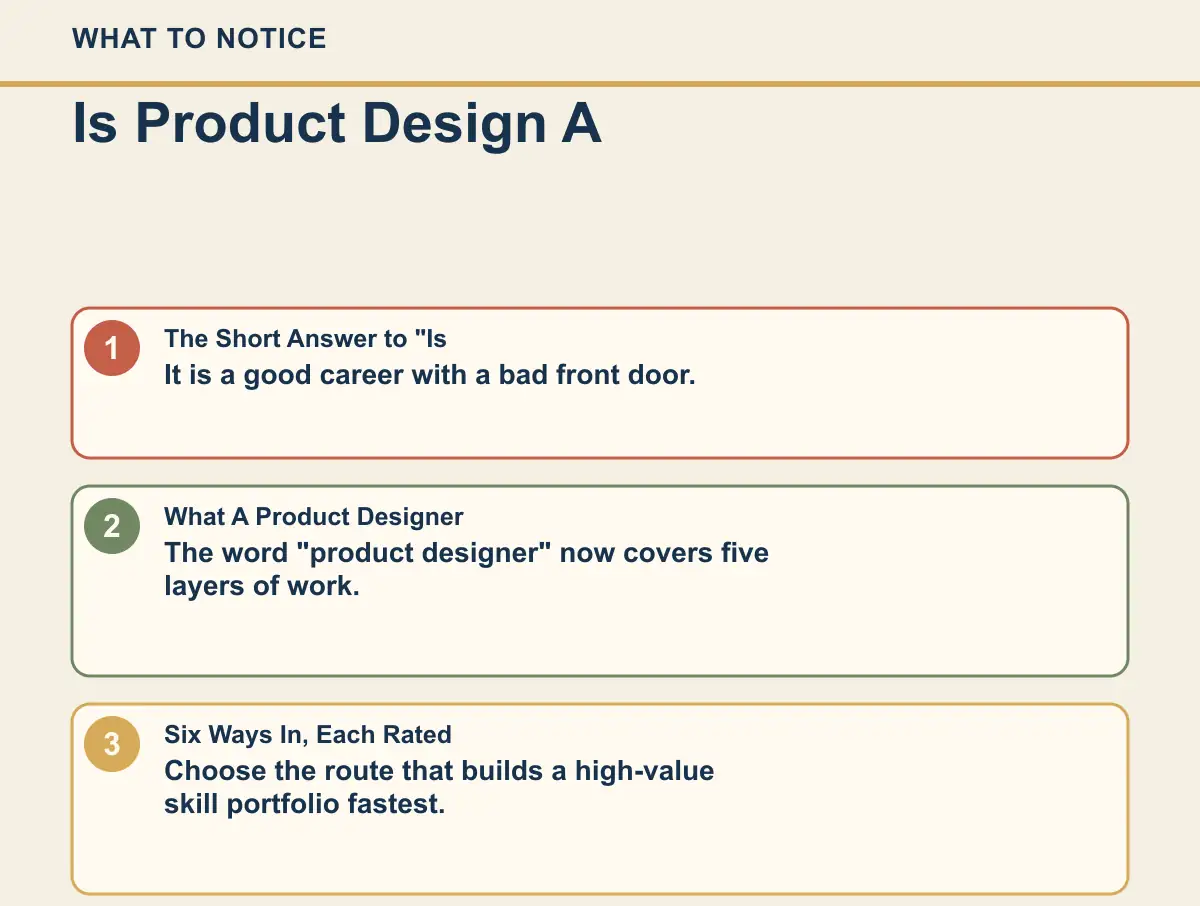 WHAT TO NOTICE
Is Product Design A
1
The Short Answer to "Is
It is a good career with a bad front door.
2
What A Product Designer
The word "product designer" now covers five
layers of work.
3
Six Ways In, Each Rated
Choose the route that builds a high-value
skill portfolio fastest.